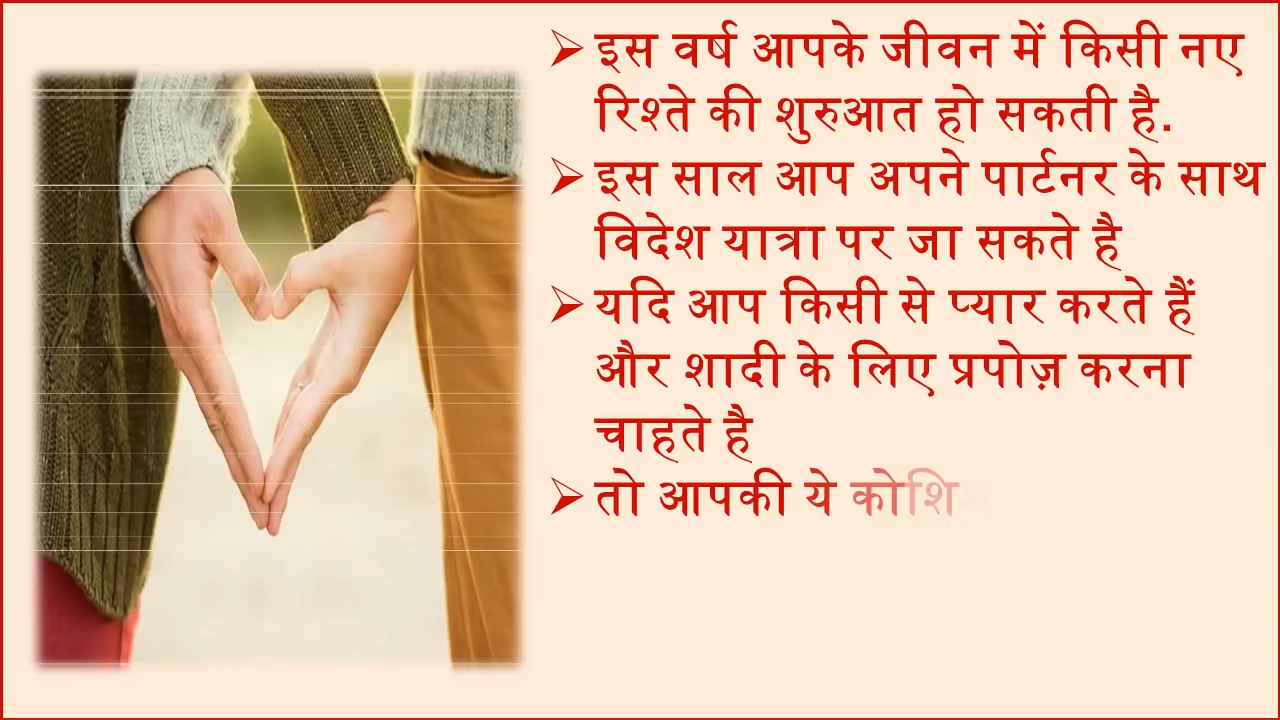 इस वर्ष आपके जीवन में किसी नए
रिश्ते की शुरुआत हो सकती है.
इस साल आप अपने पार्टनर के साथ
विदेश यात्रा पर जा सकते है
यदि आप किसी से प्यार करते हैं
और शादी के लिए प्रपोज़ करना
चाहते है
तो आपकी ये